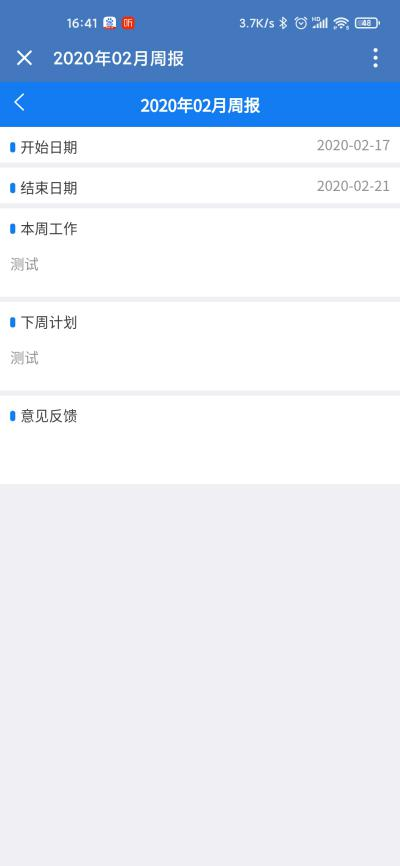 16:41
3.7K/s
48
2020年02月周报
2020年02月周报
开始日期 2020-02-17
结束日期 2020-02-21
本周工作
测试
下周计划
测试
意见反馈